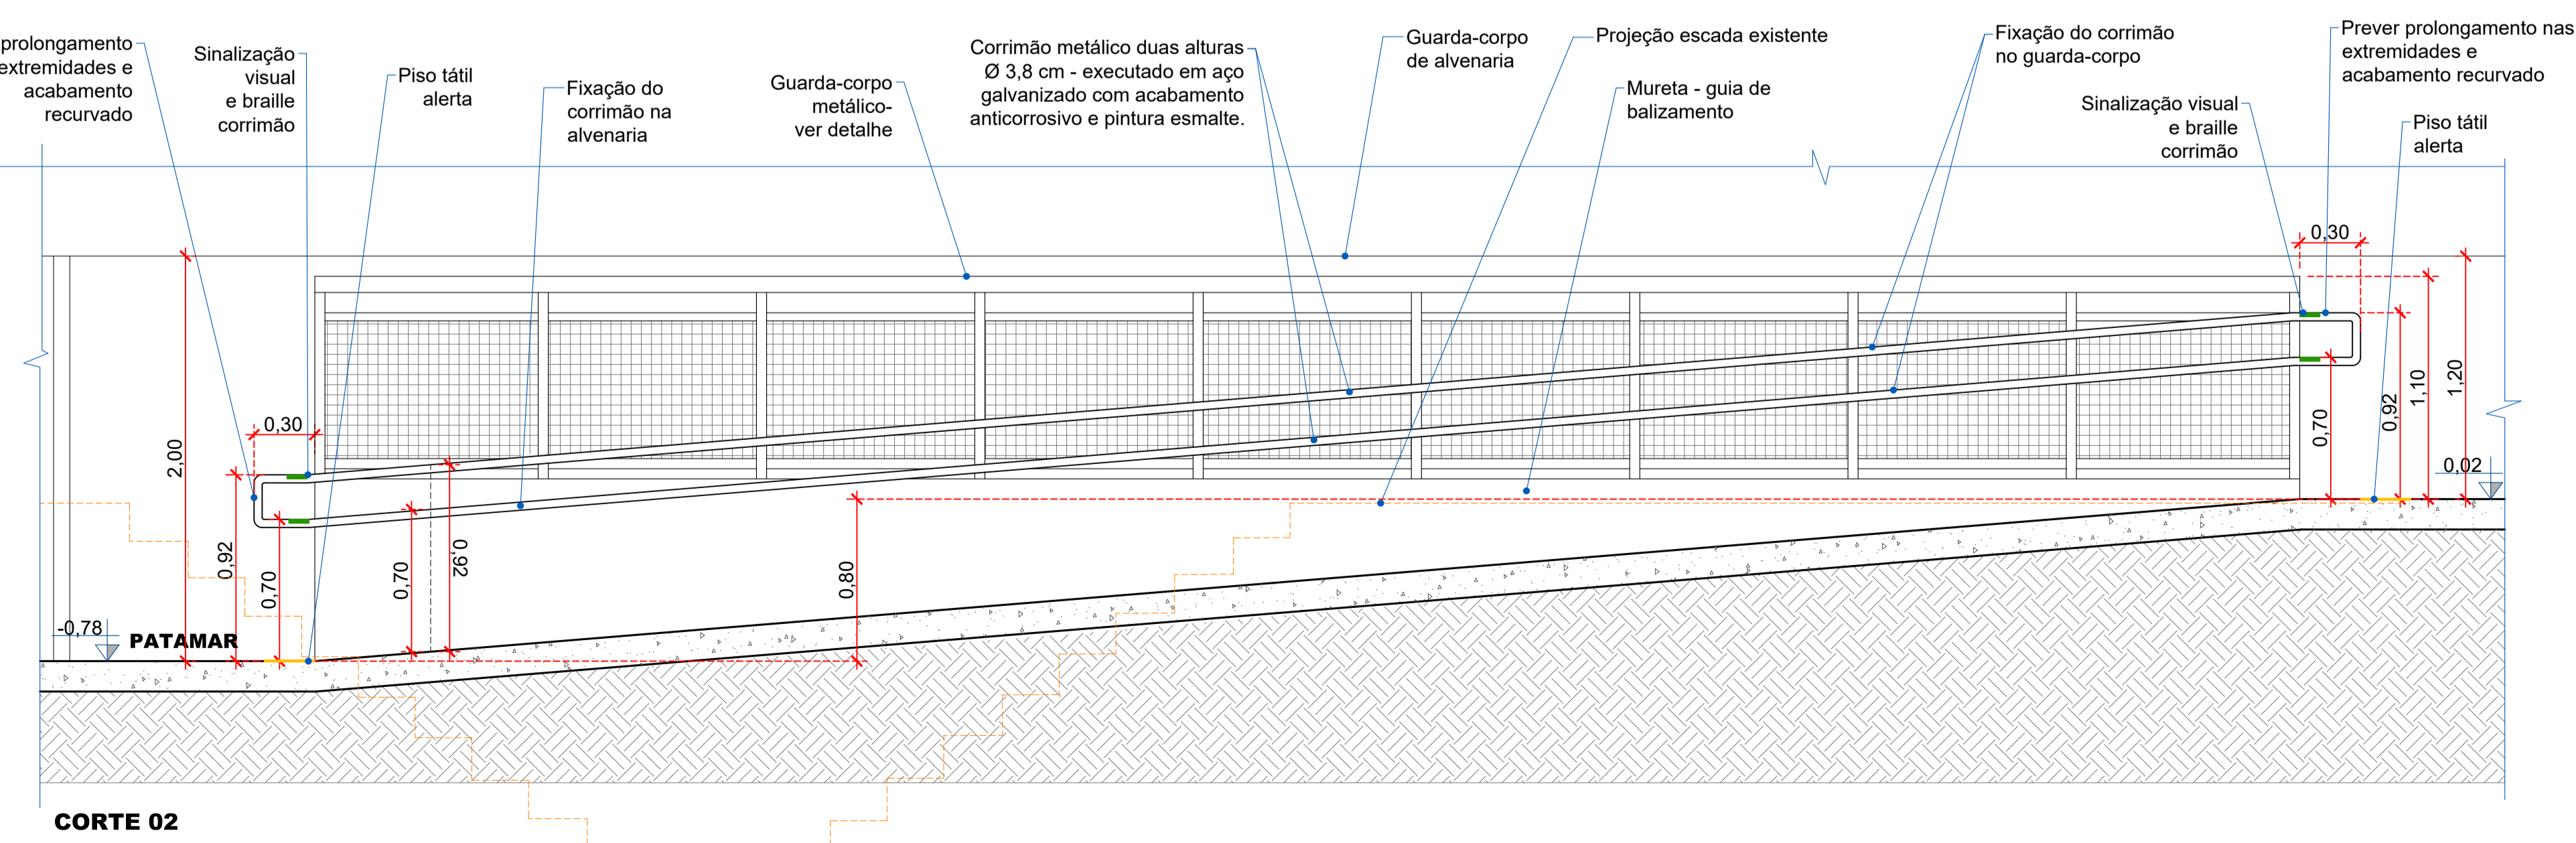 prolongamento
extremidades e
acabamento
recurvado
Sinalização
visual
e braille
corrimão
Piso tátil
alerta
Fixação do
corrimão na
alvenaria
Guarda-corpo
metálico-
ver detalhe
Corrimão metálico duas alturas
Ø 3,8 cm - executado em aço
galvanizado com acabamento
anticorrosivo e pintura esmalte.
Guarda-corpo
de alvenaria
Projeção escada existente
Mureta - guia de
balizamento
Fixação do corrimão
no guarda-corpo
Sinalização visual
e braille
corrimão
Prever prolongamento nas
extremidades e
acabamento recurvado
Piso tátil
alerta
0,30
0,30
2,00
0,92
0,70
0,70
0,92
0,80
0,70
0,92
1,10
1,20
0,02
-0,78
PATAMAR
CORTE 02